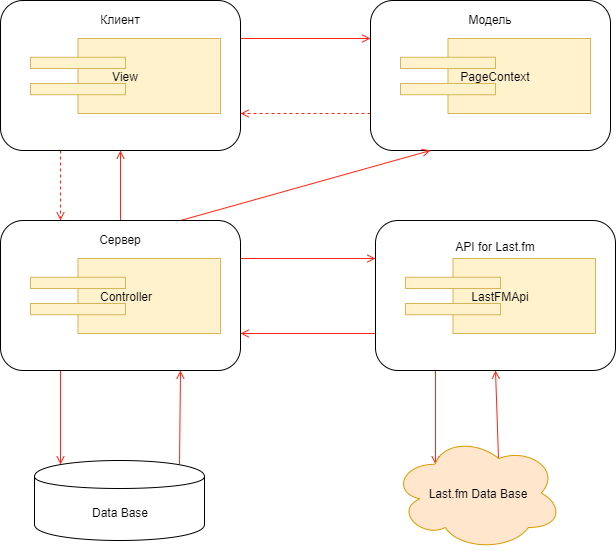 Клиент
Модель
View
PageContext
Сервер
API for Last.fm
Controller
LastFMApi
Data Base
Last.fm Data Base